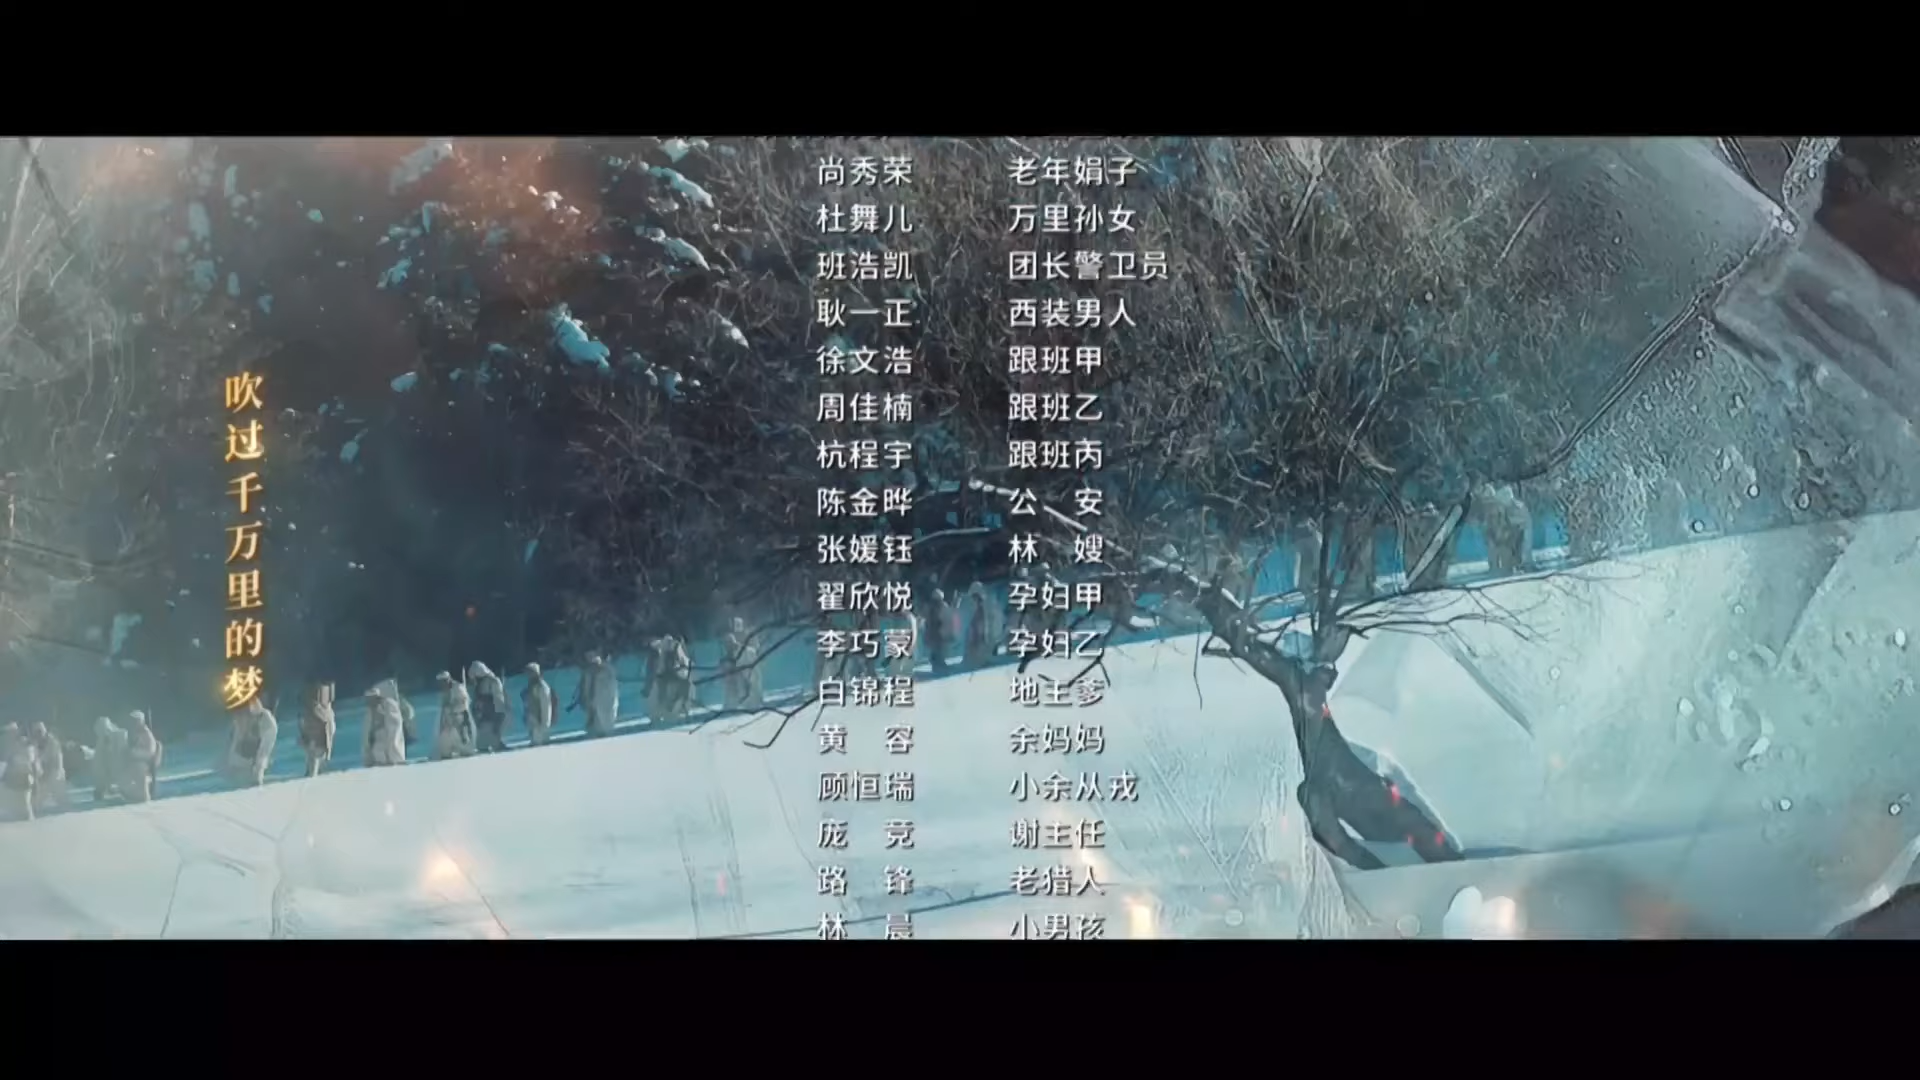 吹过千万里的梦
尚秀荣 老年娟子
杜舞儿 万里孙女
班浩凯 团长警卫员
耿一正 西装男人
徐文浩 跟班甲
周佳楠 跟班乙
杭程宇 跟班丙
陈金晔 公 安
张媛钰 林 嫂
翟欣悦 孕妇甲
李巧蒙 孕妇乙
白锦程 地主爹
黄 容 余妈妈
顾恒瑞 小余从戎
庞 竞 谢主任
路 锋 老猎人
林 晨 小男孩